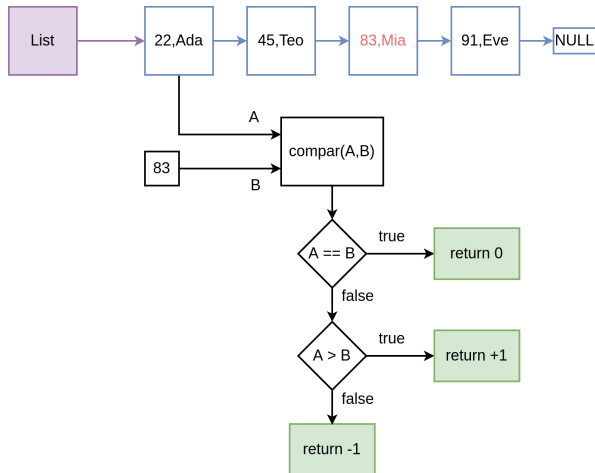 List
22,Ada
45,Teo
83,Mia
91,Eve
NULL
A
compar(A,B)
83
B
A == B
true
return 0
false
A > B
true
return +1
false
return -1